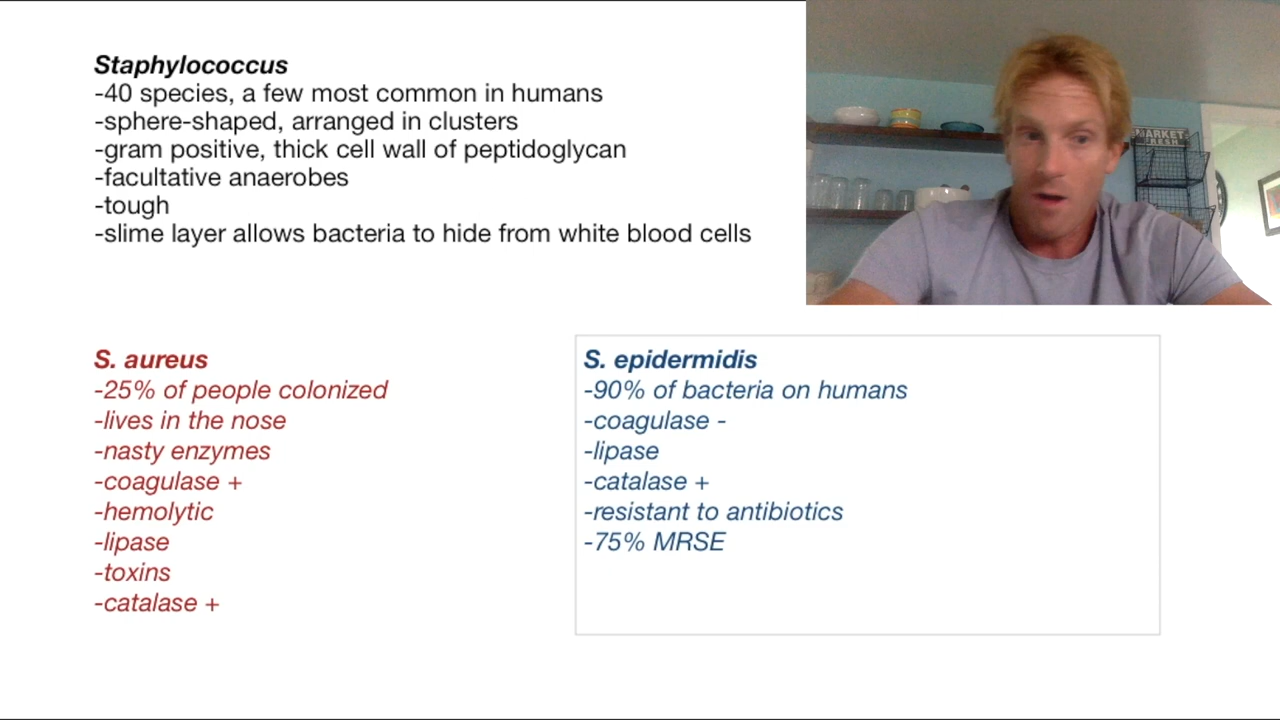 Staphylococcus
-40 species, a few most common in humans
-sphere-shaped, arranged in clusters
-gram positive, thick cell wall of peptidoglycan
-facultative anaerobes
-tough
-slime layer allows bacteria to hide from white blood cells
MARKET
FRESH
S. aureus
-25% of people colonized
-lives in the nose
-nasty enzymes
-coagulase +
-hemolytic
-lipase
-toxins
-catalase +
S. epidermidis
-90% of bacteria on humans
-coagulase -
-lipase
-catalase +
-resistant to antibiotics
-75% MRSE